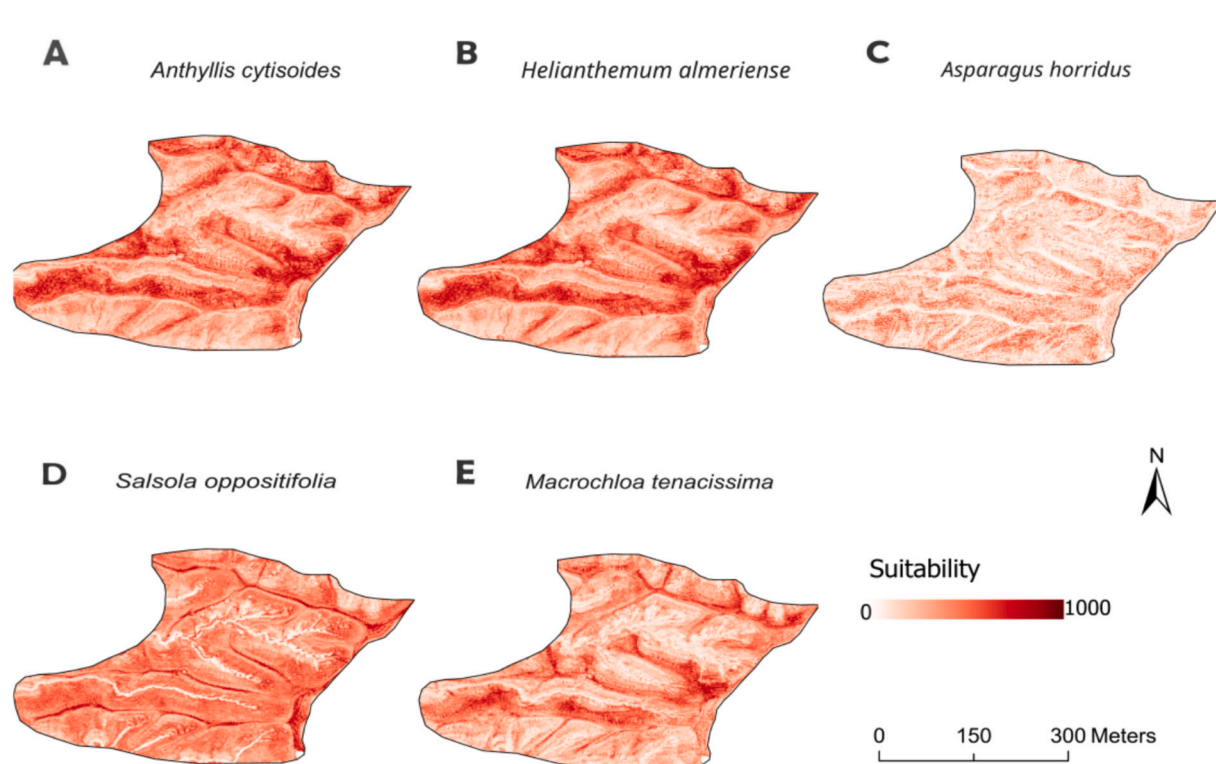 A Anthyllis cytisoides
B Helianthemum almeriense
C Asparagus horridus
D Salsola oppositifolia
E Macrochloa tenacissima
N
Suitability
0 1000
0 150 300 Meters